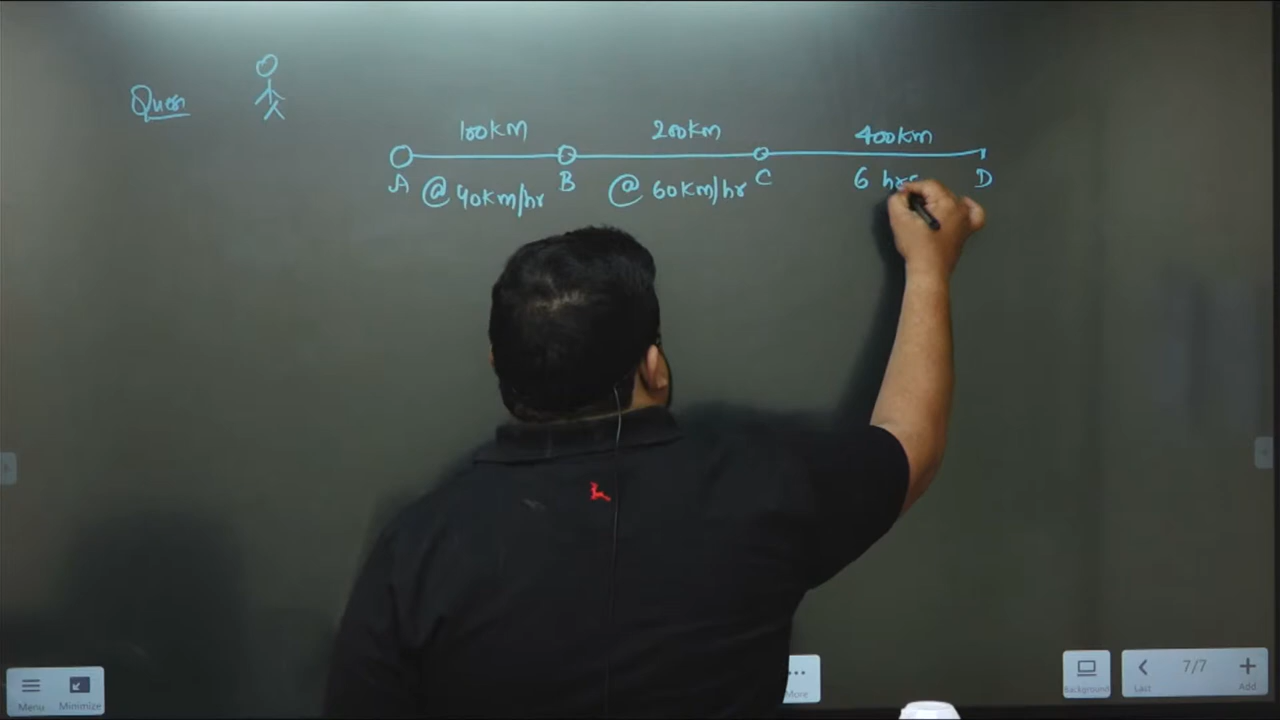 Ques
100km 200km 400km
A @ 40km/hr B @ 60km/hr C 6 hrs D
Menu Minimize More Background Last 7/7 Add